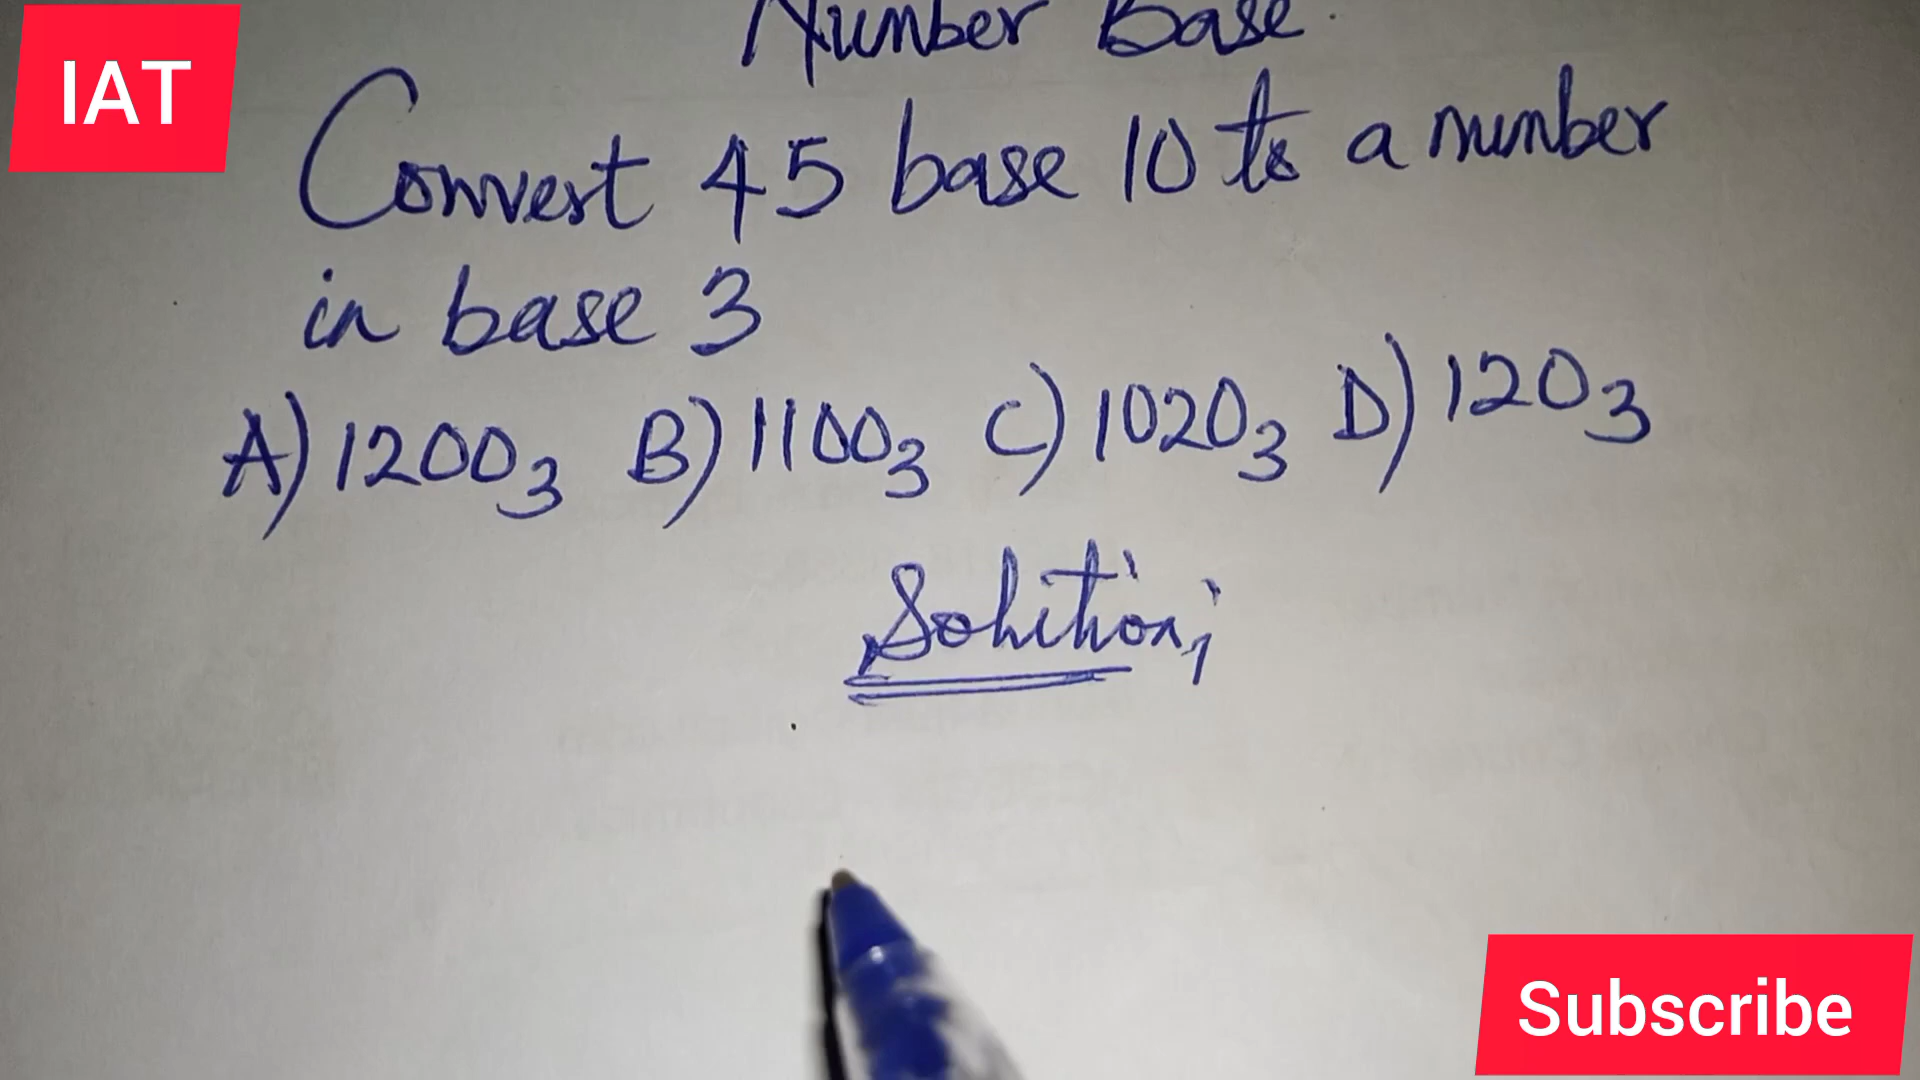 IAT
Number Base
Convert 45 base 10 to a number
in base 3
A) 1200₃ B) 1100₃ C) 1020₃ D) 120₃
Solution;
Subscribe